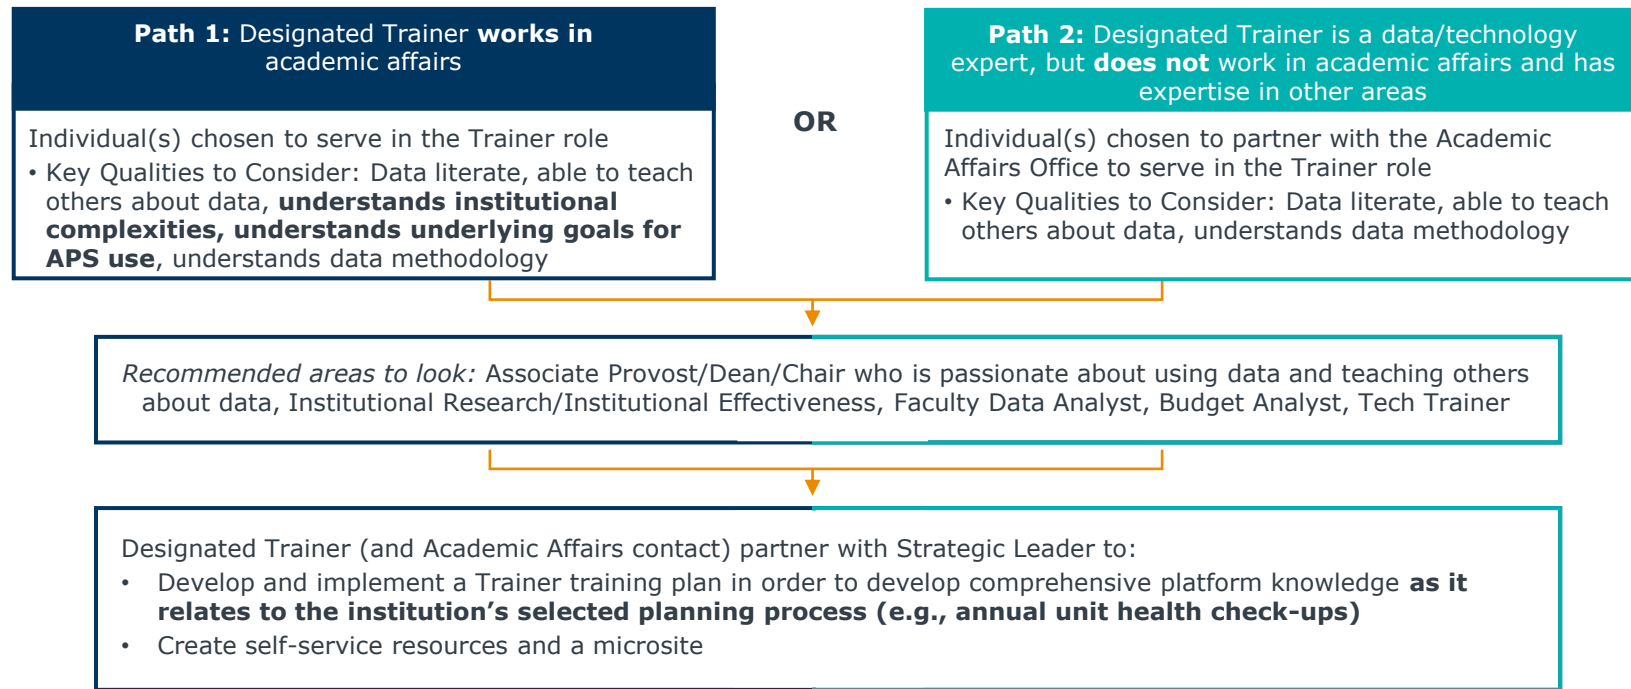 Path 1: Designated Trainer works in
academic affairs
Individual(s) chosen to serve in the Trainer role
• Key Qualities to Consider: Data literate, able to teach
others about data, understands institutional
complexities, understands underlying goals for
APS use, understands data methodology
OR
Path 2: Designated Trainer is a data/technology
expert, but does not work in academic affairs and has
expertise in other areas
Individual(s) chosen to partner with the Academic
Affairs Office to serve in the Trainer role
• Key Qualities to Consider: Data literate, able to teach
others about data, understands data methodology
Recommended areas to look: Associate Provost/Dean/Chair who is passionate about using data and teaching others
about data, Institutional Research/Institutional Effectiveness, Faculty Data Analyst, Budget Analyst, Tech Trainer
Designated Trainer (and Academic Affairs contact) partner with Strategic Leader to:
• Develop and implement a Trainer training plan in order to develop comprehensive platform knowledge as it
relates to the institution’s selected planning process (e.g., annual unit health check-ups)
• Create self-service resources and a microsite